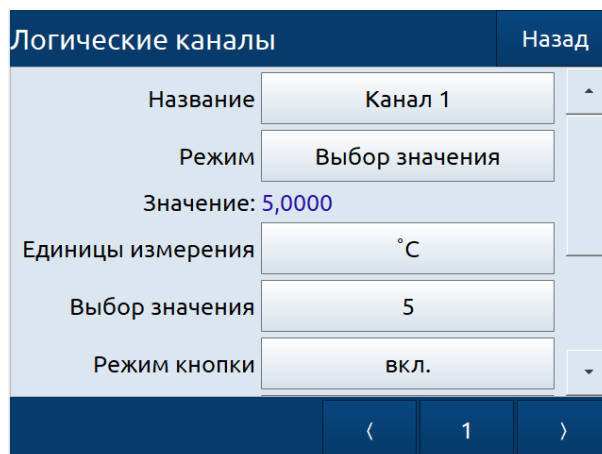 Логические каналы Назад
Название Канал 1
Режим Выбор значения
Значение: 5,0000
Единицы измерения °C
Выбор значения 5
Режим кнопки вкл.
〈 1 〉